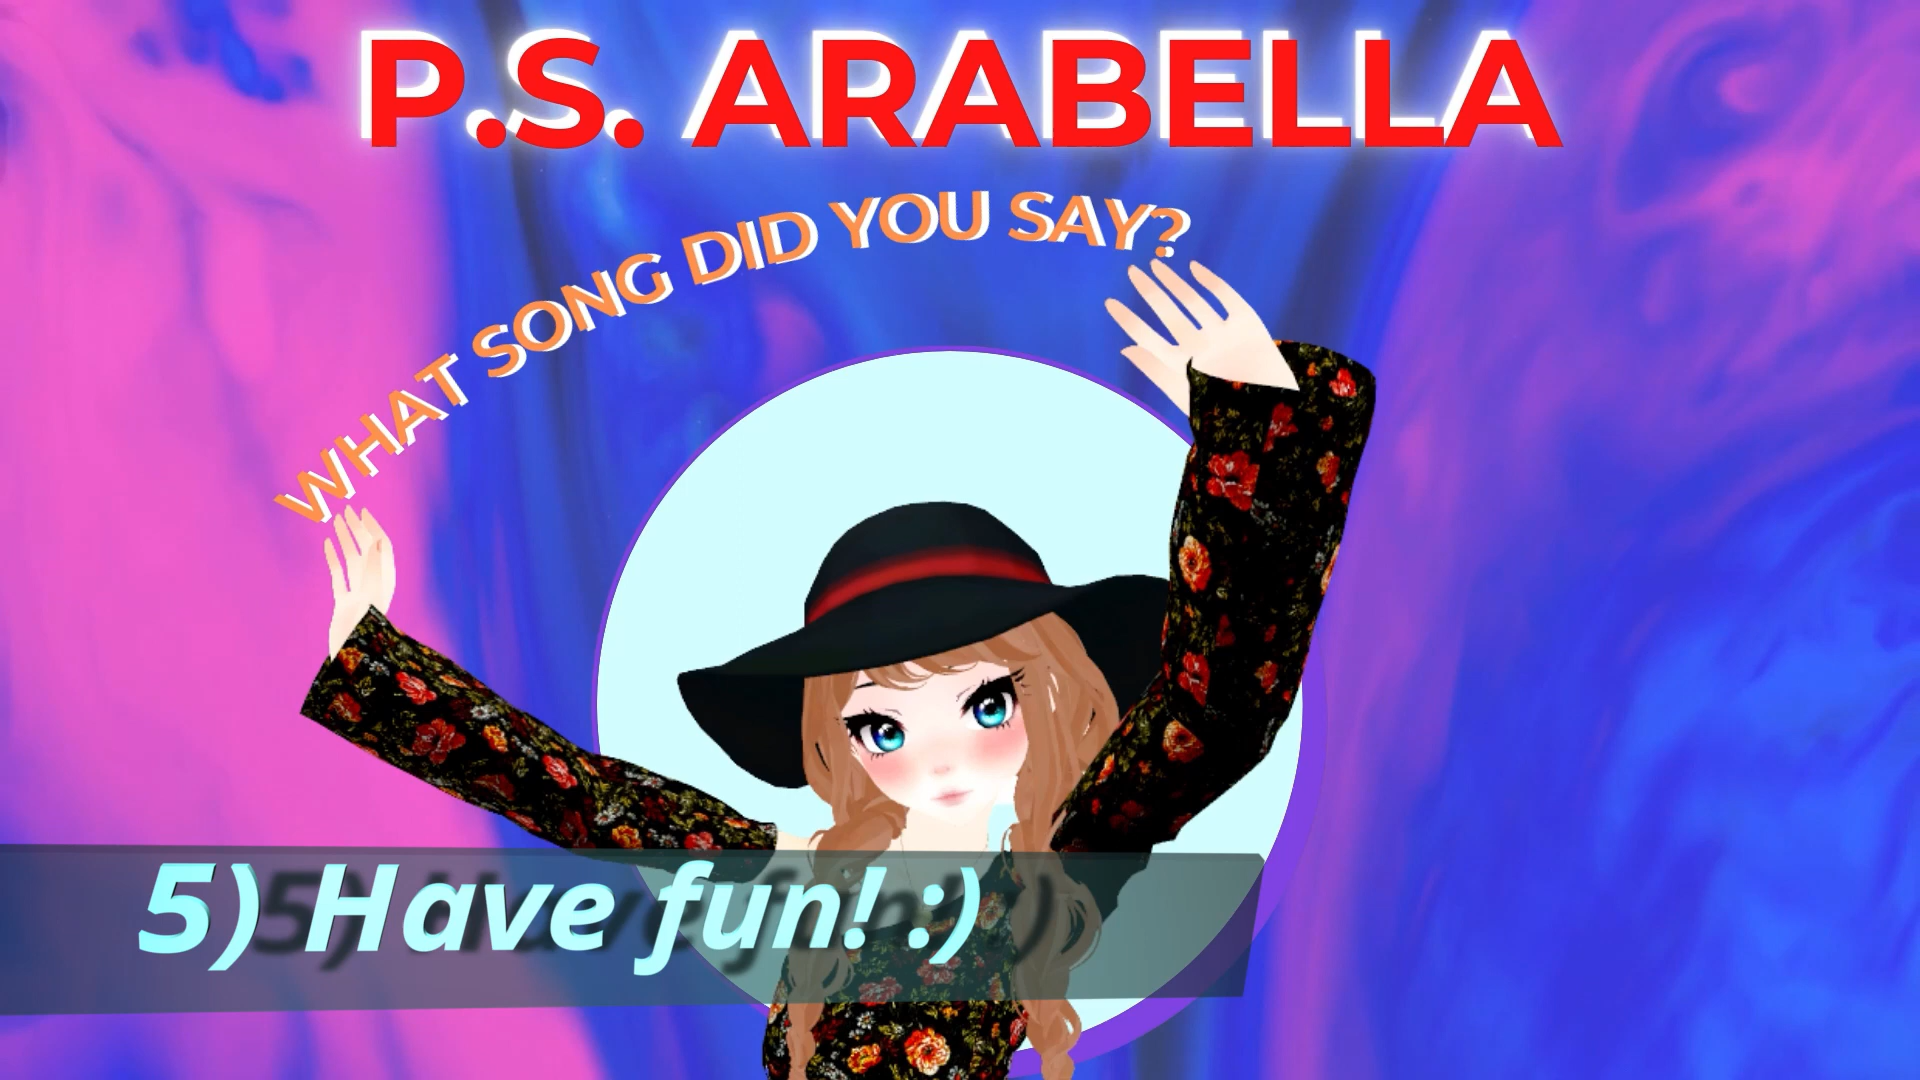 P.S. ARABELLA
WHAT SONG DID YOU SAY?
5) Have fun! :)